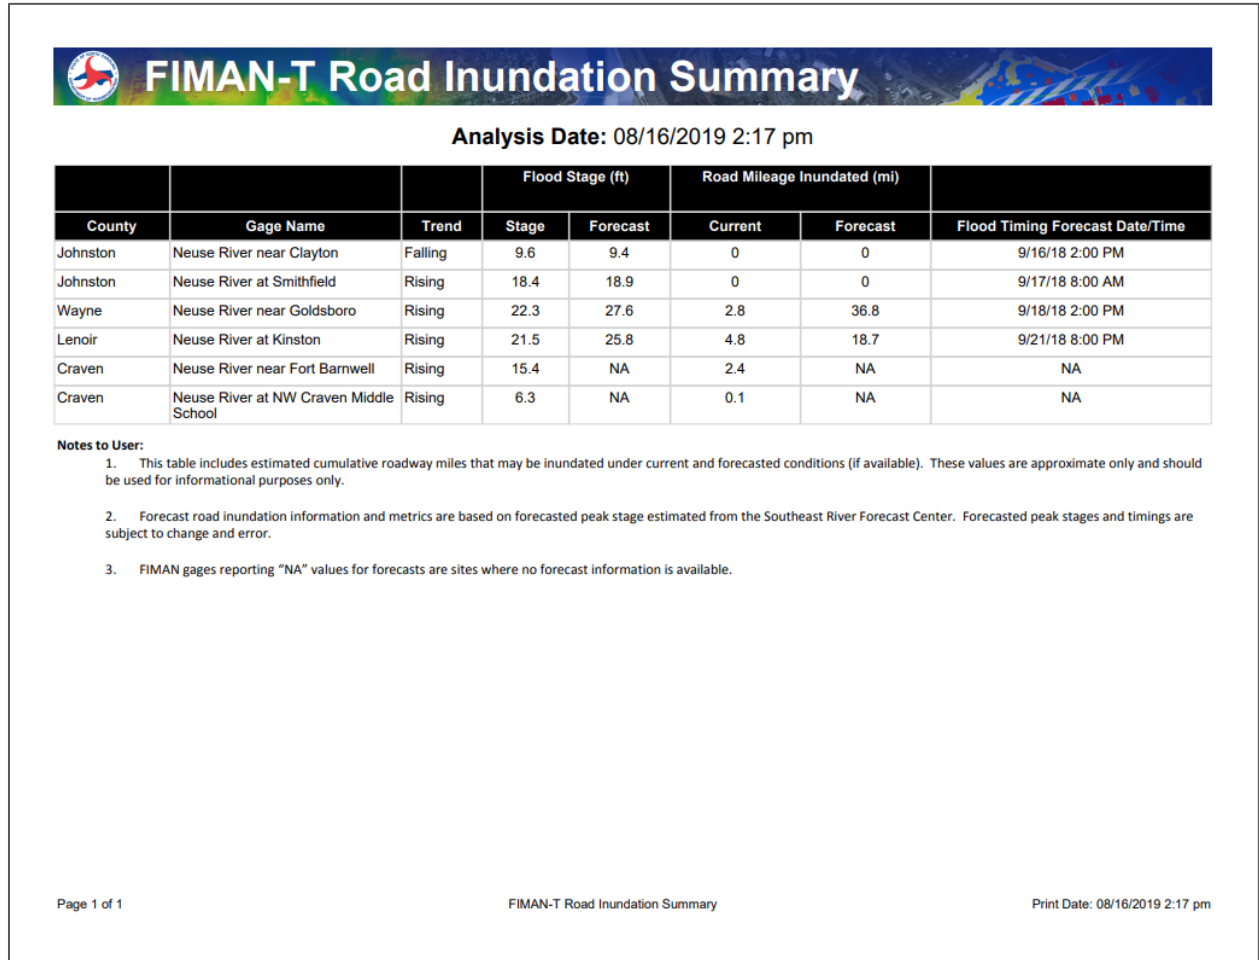 FIMAN-T Road Inundation Summary
Analysis Date: 08/16/2019 2:17 pm
Flood Stage (ft) Road Mileage Inundated (mi)
County Gage Name Trend Stage Forecast Current Forecast Flood Timing Forecast Date/Time
Johnston Neuse River near Clayton Falling 9.6 9.4 0 0 9/16/18 2:00 PM
Johnston Neuse River at Smithfield Rising 18.4 18.9 0 0 9/17/18 8:00 AM
Wayne Neuse River near Goldsboro Rising 22.3 27.6 2.8 36.8 9/18/18 2:00 PM
Lenoir Neuse River at Kinston Rising 21.5 25.8 4.8 18.7 9/21/18 8:00 PM
Craven Neuse River near Fort Barnwell Rising 15.4 NA 2.4 NA NA
Craven Neuse River at NW Craven Middle Rising 6.3 NA 0.1 NA NA
School
Notes to User:
1. This table includes estimated cumulative roadway miles that may be inundated under current and forecasted conditions (if available). These values are approximate only and should
be used for informational purposes only.
2. Forecast road inundation information and metrics are based on forecasted peak stage estimated from the Southeast River Forecast Center. Forecasted peak stages and timings are
subject to change and error.
3. FIMAN gages reporting “NA” values for forecasts are sites where no forecast information is available.
Page 1 of 1 FIMAN-T Road Inundation Summary Print Date: 08/16/2019 2:17 pm